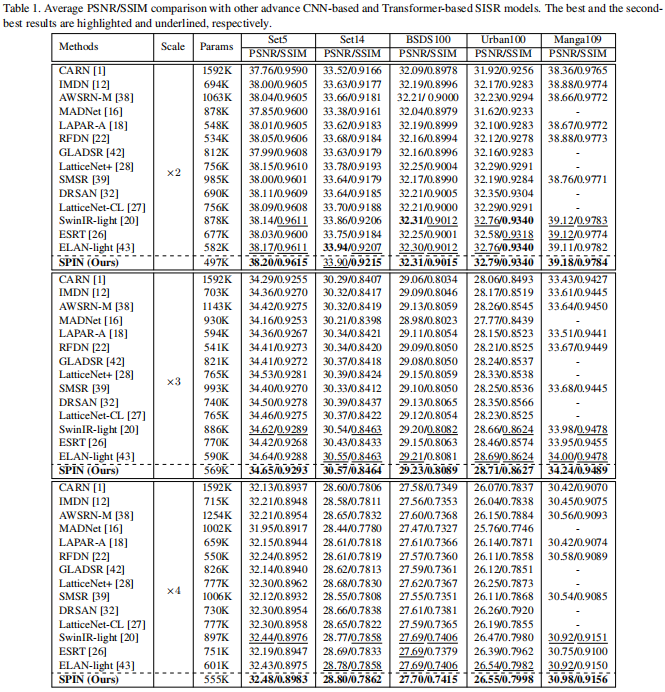 Table 1. Average PSNR/SSIM comparison with other advance CNN-based and Transformer-based SISR models. The best and the second-
best results are highlighted and underlined, respectively.
Methods Scale Params Set5 Set14 BSDS100 Urban100 Manga109
PSNR/SSIM PSNR/SSIM PSNR/SSIM PSNR/SSIM PSNR/SSIM
CARN [1] 1592K 37.76/0.9590 33.52/0.9166 32.09/0.8978 31.92/0.9256 38.36/0.9765
IMDN [12] 694K 38.00/0.9605 33.63/0.9177 32.19/0.8996 32.17/0.9283 38.88/0.9774
AWSRN-M [38] 1063K 38.04/0.9605 33.66/0.9181 32.21/ 0.9000 32.23/0.9294 38.66/0.9772
MADNet [16] 878K 37.85/0.9600 33.38/0.9161 32.04/0.8979 31.62/0.9233 -
LAPAR-A [18] 548K 38.01/0.9605 33.62/0.9183 32.19/0.8999 32.10/0.9283 38.67/0.9772
RFDN [22] 534K 38.05/0.9606 33.68/0.9184 32.16/0.8994 32.12/0.9278 38.88/0.9773
GLADSR [42] 812K 37.99/0.9608 33.63/0.9179 32.16/0.8996 32.16/0.9283 -
LatticeNet+ [28] 756K 38.15/0.9610 33.78/0.9193 32.25/0.9004 32.29/0.9291 -
SMSR [39] 985K 38.00/0.9601 33.64/0.9179 32.17/0.8990 32.19/0.9284 38.76/0.9771
DRSAN [32] 690K 38.11/0.9609 33.64/0.9185 32.21/0.9005 32.35/0.9304 -
LatticeNet-CL [27] 756K 38.09/0.9608 33.70/0.9188 32.21/0.9000 32.29/0.9291 -
×2
SwinIR-light [20] 878K 38.14/0.9611 33.86/0.9206 32.31/0.9012 32.76/0.9340 39.12/0.9783
ESRT [26] 677K 38.03/0.9600 33.75/0.9184 32.25/0.9001 32.58/0.9318 39.12/0.9774
ELAN-light [43] 582K 38.17/0.9611 33.94/0.9207 32.30/0.9012 32.76/0.9340 39.11/0.9782
SPIN (Ours) 497K 38.20/0.9615 33.90/0.9215 32.31/0.9015 32.79/0.9340 39.18/0.9784
CARN [1] 1592K 34.29/0.9255 30.29/0.8407 29.06/0.8034 28.06/0.8493 33.43/0.9427
IMDN [12] 703K 34.36/0.9270 30.32/0.8417 29.09/0.8046 28.17/0.8519 33.61/0.9445
AWSRN-M [38] 1143K 34.42/0.9275 30.32/0.8419 29.13/0.8059 28.26/0.8545 33.64/0.9450
MADNet [16] 930K 34.16/0.9253 30.21/0.8398 28.98/0.8023 27.77/0.8439 -
LAPAR-A [18] 594K 34.36/0.9267 30.34/0.8421 29.11/0.8054 28.15/0.8523 33.51/0.9441
RFDN [22] 541K 34.41/0.9273 30.34/0.8420 29.09/0.8050 28.21/0.8525 33.67/0.9449
GLADSR [42] 821K 34.41/0.9272 30.37/0.8418 29.08/0.8050 28.24/0.8537 -
LatticeNet+ [28] 765K 34.53/0.9281 30.39/0.8424 29.15/0.8059 28.33/0.8538 -
SMSR [39] 993K 34.40/0.9270 30.33/0.8412 29.10/0.8050 28.25/0.8536 33.68/0.9445
×3
DRSAN [32] 740K 34.50/0.9278 30.39/0.8437 29.13/0.8065 28.35/0.8566 -
LatticeNet-CL [27] 765K 34.46/0.9275 30.37/0.8422 29.12/0.8054 28.23/0.8525 -
SwinIR-light [20] 886K 34.62/0.9289 30.54/0.8463 29.20/0.8082 28.66/0.8624 33.98/0.9478
ESRT [26] 770K 34.42/0.9268 30.43/0.8433 29.15/0.8063 28.46/0.8574 33.95/0.9455
ELAN-light [43] 590K 34.64/0.9288 30.55/0.8463 29.21/0.8081 28.69/0.8624 34.00/0.9478
SPIN (Ours) 569K 34.65/0.9293 30.57/0.8464 29.23/0.8089 28.71/0.8627 34.24/0.9489
CARN [1] 1592K 32.13/0.8937 28.60/0.7806 27.58/0.7349 26.07/0.7837 30.42/0.9070
IMDN [12] 715K 32.21/0.8948 28.58/0.7811 27.56/0.7353 26.04/0.7838 30.45/0.9075
AWSRN-M [38] 1254K 32.21/0.8954 28.65/0.7832 27.60/0.7368 26.15/0.7884 30.56/0.9093
MADNet [16] 1002K 31.95/0.8917 28.44/0.7780 27.47/0.7327 25.76/0.7746 -
LAPAR-A [18] 659K 32.15/0.8944 28.61/0.7818 27.61/0.7366 26.14/0.7871 30.42/0.9074
RFDN [22] 550K 32.24/0.8952 28.61/0.7819 27.57/0.7360 26.11/0.7858 30.58/0.9089
GLADSR [42] 826K 32.14/0.8940 28.62/0.7813 27.59/0.7361 26.12/0.7851 -
LatticeNet+ [28] 777K 32.30/0.8962 28.68/0.7830 27.62/0.7367 26.25/0.7873 -
SMSR [39] 1006K 32.12/0.8932 28.55/0.7808 27.55/0.7351 26.11/0.7868 30.54/0.9085
×4
DRSAN [32] 730K 32.30/0.8954 28.66/0.7838 27.61/0.7381 26.26/0.7920 -
LatticeNet-CL [27] 777K 32.30/0.8958 28.65/0.7822 27.59/0.7365 26.19/0.7855 -
SwinIR-light [20] 897K 32.44/0.8976 28.77/0.7858 27.69/0.7406 26.47/0.7980 30.92/0.9151
ESRT [26] 751K 32.19/0.8947 28.69/0.7833 27.69/0.7379 26.39/0.7962 30.75/0.9100
ELAN-light [43] 601K 32.43/0.8975 28.78/0.7858 27.69/0.7406 26.54/0.7982 30.92/0.9150
SPIN (Ours) 555K 32.48/0.8983 28.80/0.7862 27.70/0.7415 26.55/0.7998 30.98/0.9156